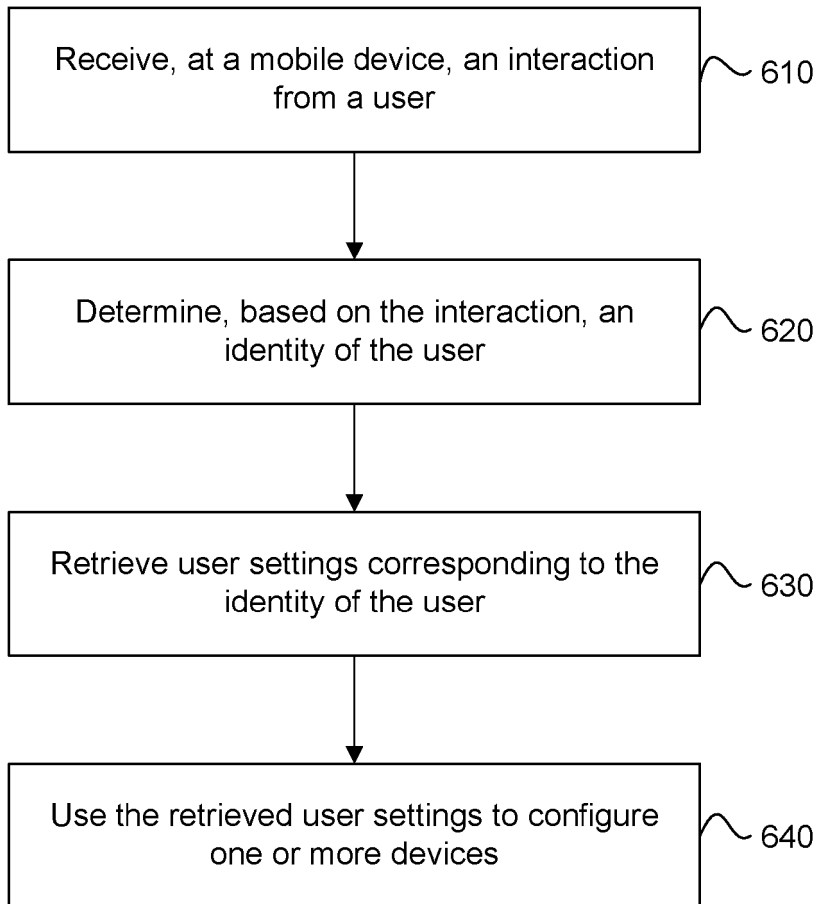 Receive, at a mobile device, an interaction
from a user
610
Determine, based on the interaction, an
identity of the user
620
Retrieve user settings corresponding to the
identity of the user
630
Use the retrieved user settings to configure
one or more devices
640